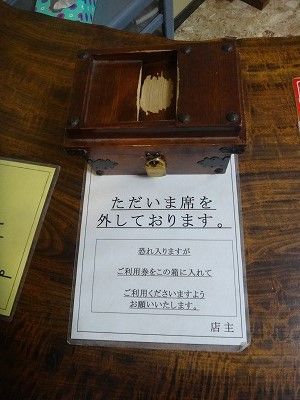 ただいま席を
外しております。
恐れ入りますが
ご利用券をこの箱に入れて
ご利用くださいますよう
お願いいたします。
店主